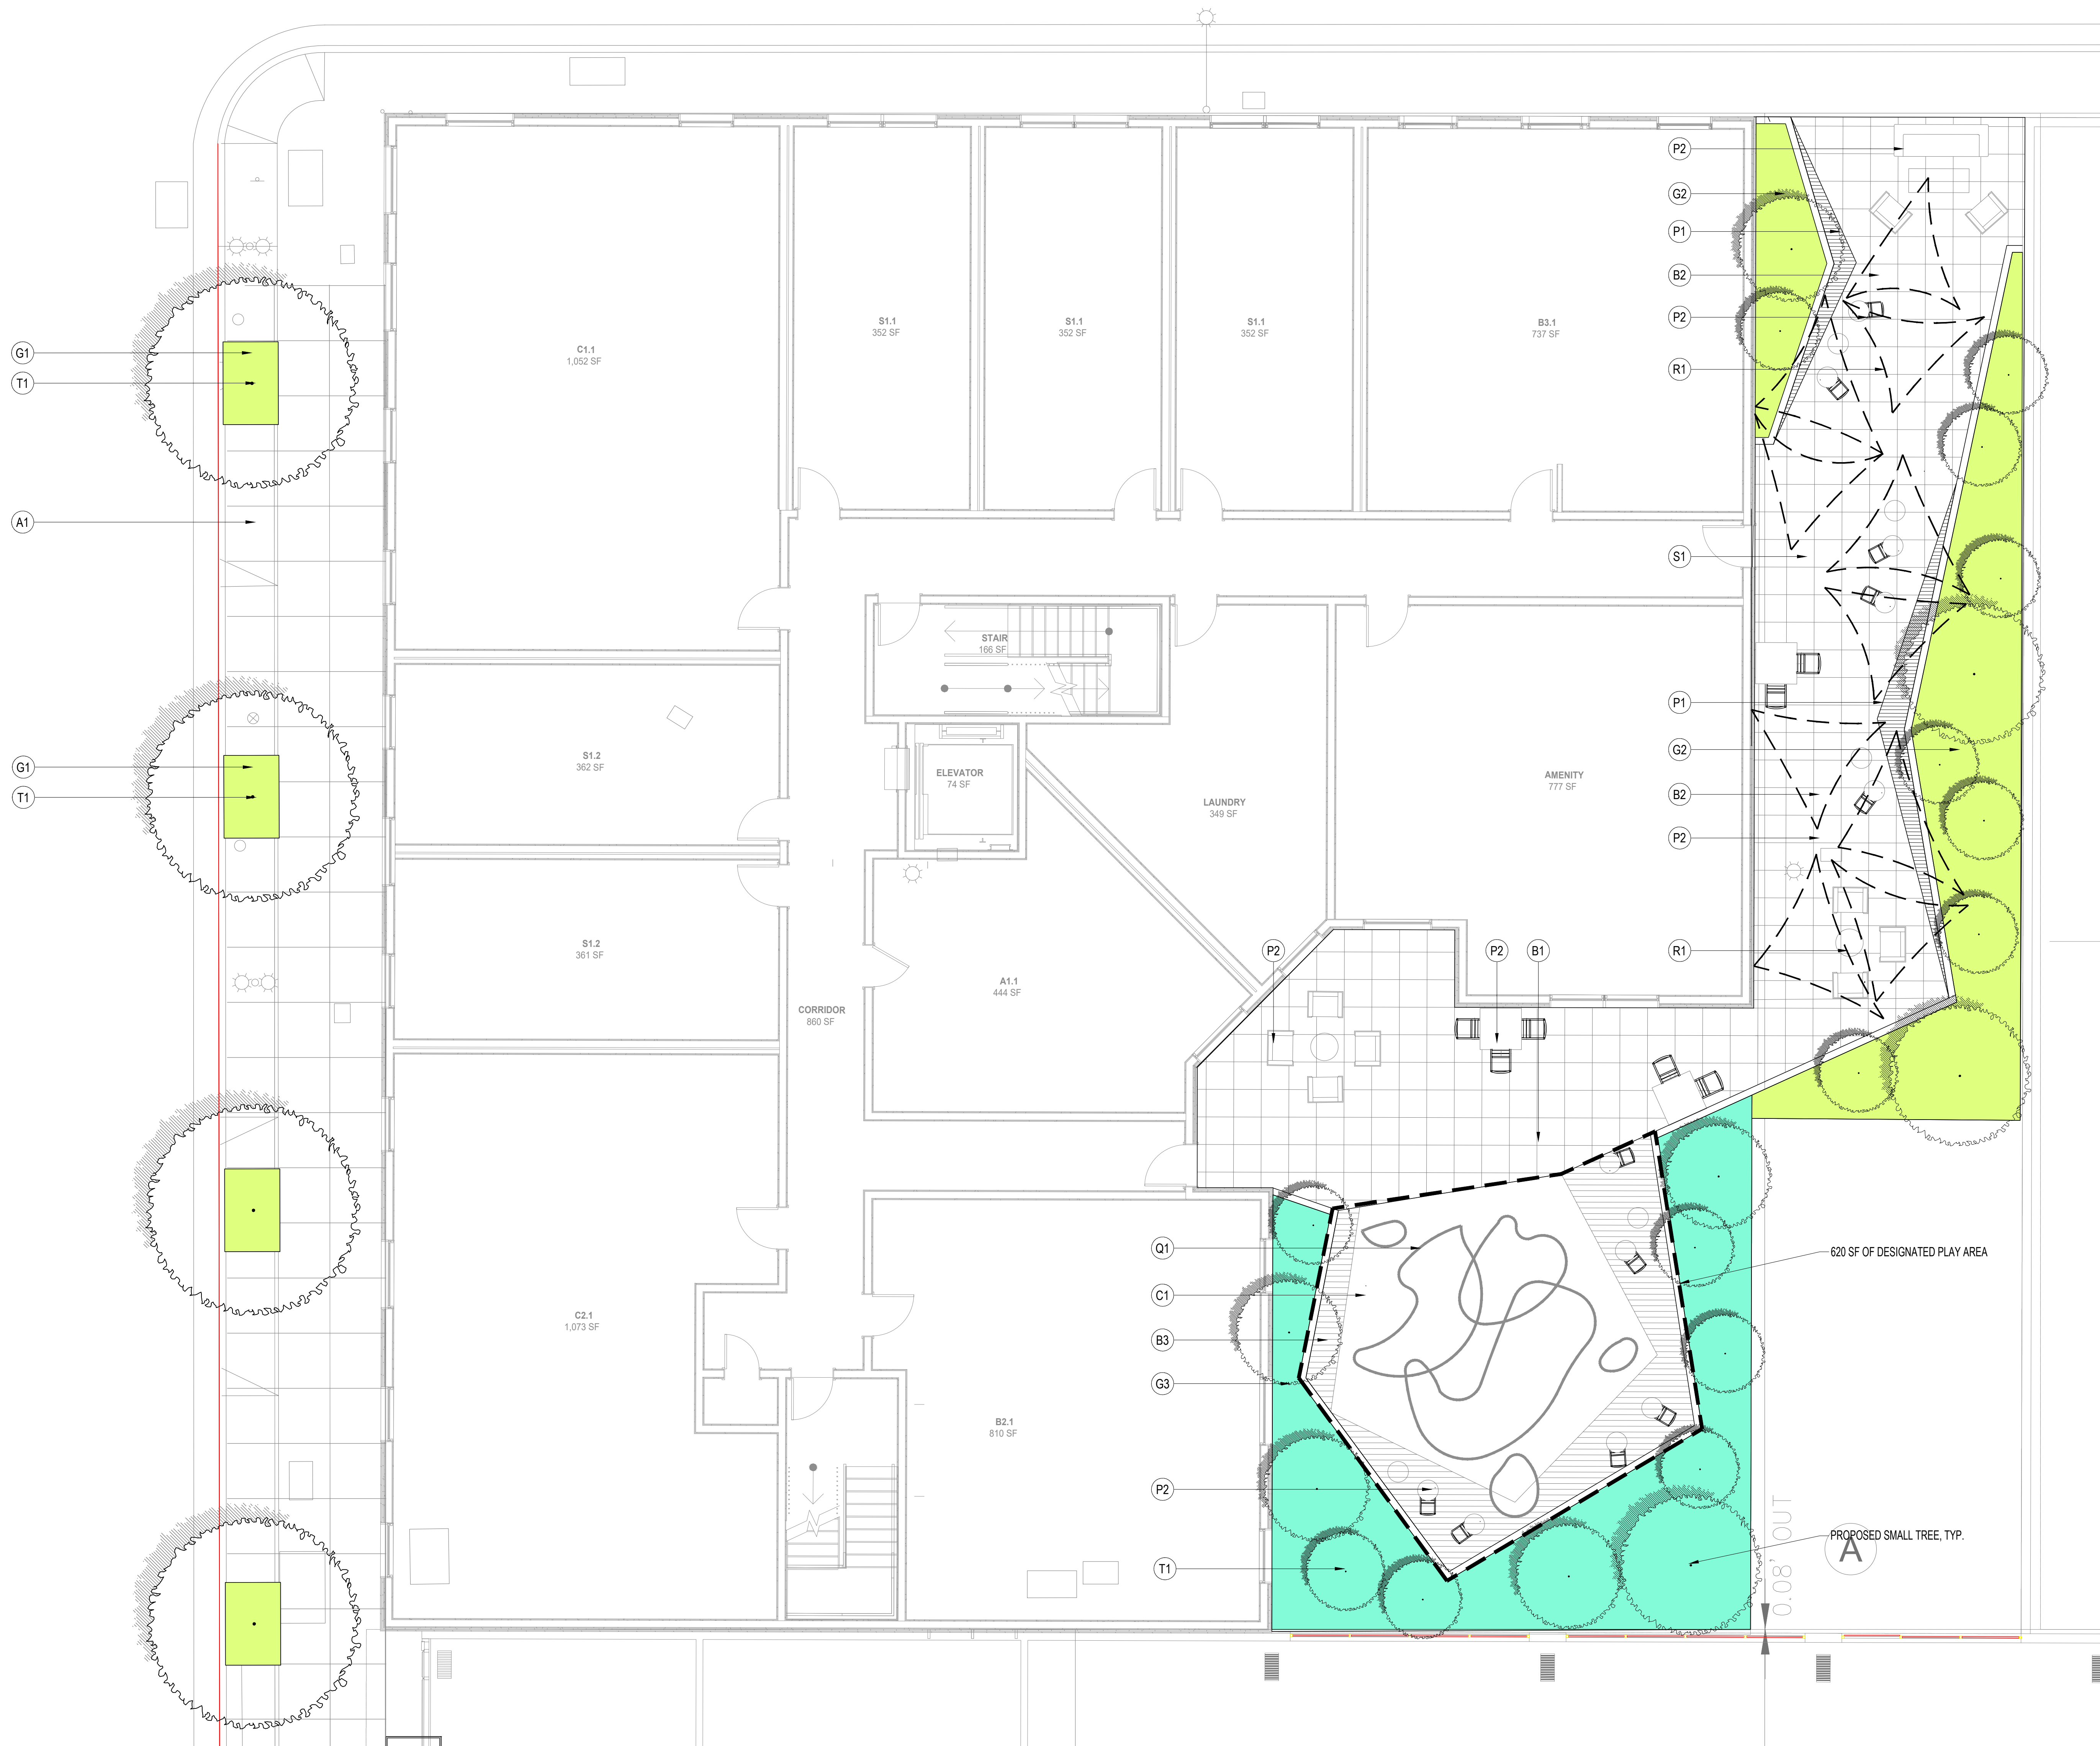 P2
G2
P1
B2
P2
R1
S1
P1
G2
B2
P2
R1
G1
T1
A1
G1
T1
C1.1
1,052 SF
S1.1
352 SF
S1.1
352 SF
S1.1
352 SF
B3.1
737 SF
STAIR
166 SF
S1.2
362 SF
ELEVATOR
74 SF
LAUNDRY
349 SF
AMENITY
777 SF
S1.2
361 SF
A1.1
444 SF
CORRIDOR
860 SF
P2
P2
B1
C2.1
1,073 SF
B2.1
810 SF
Q1
C1
B3
G3
P2
T1
620 SF OF DESIGNATED PLAY AREA
PROPOSED SMALL TREE, TYP.
A
0.08' OUT